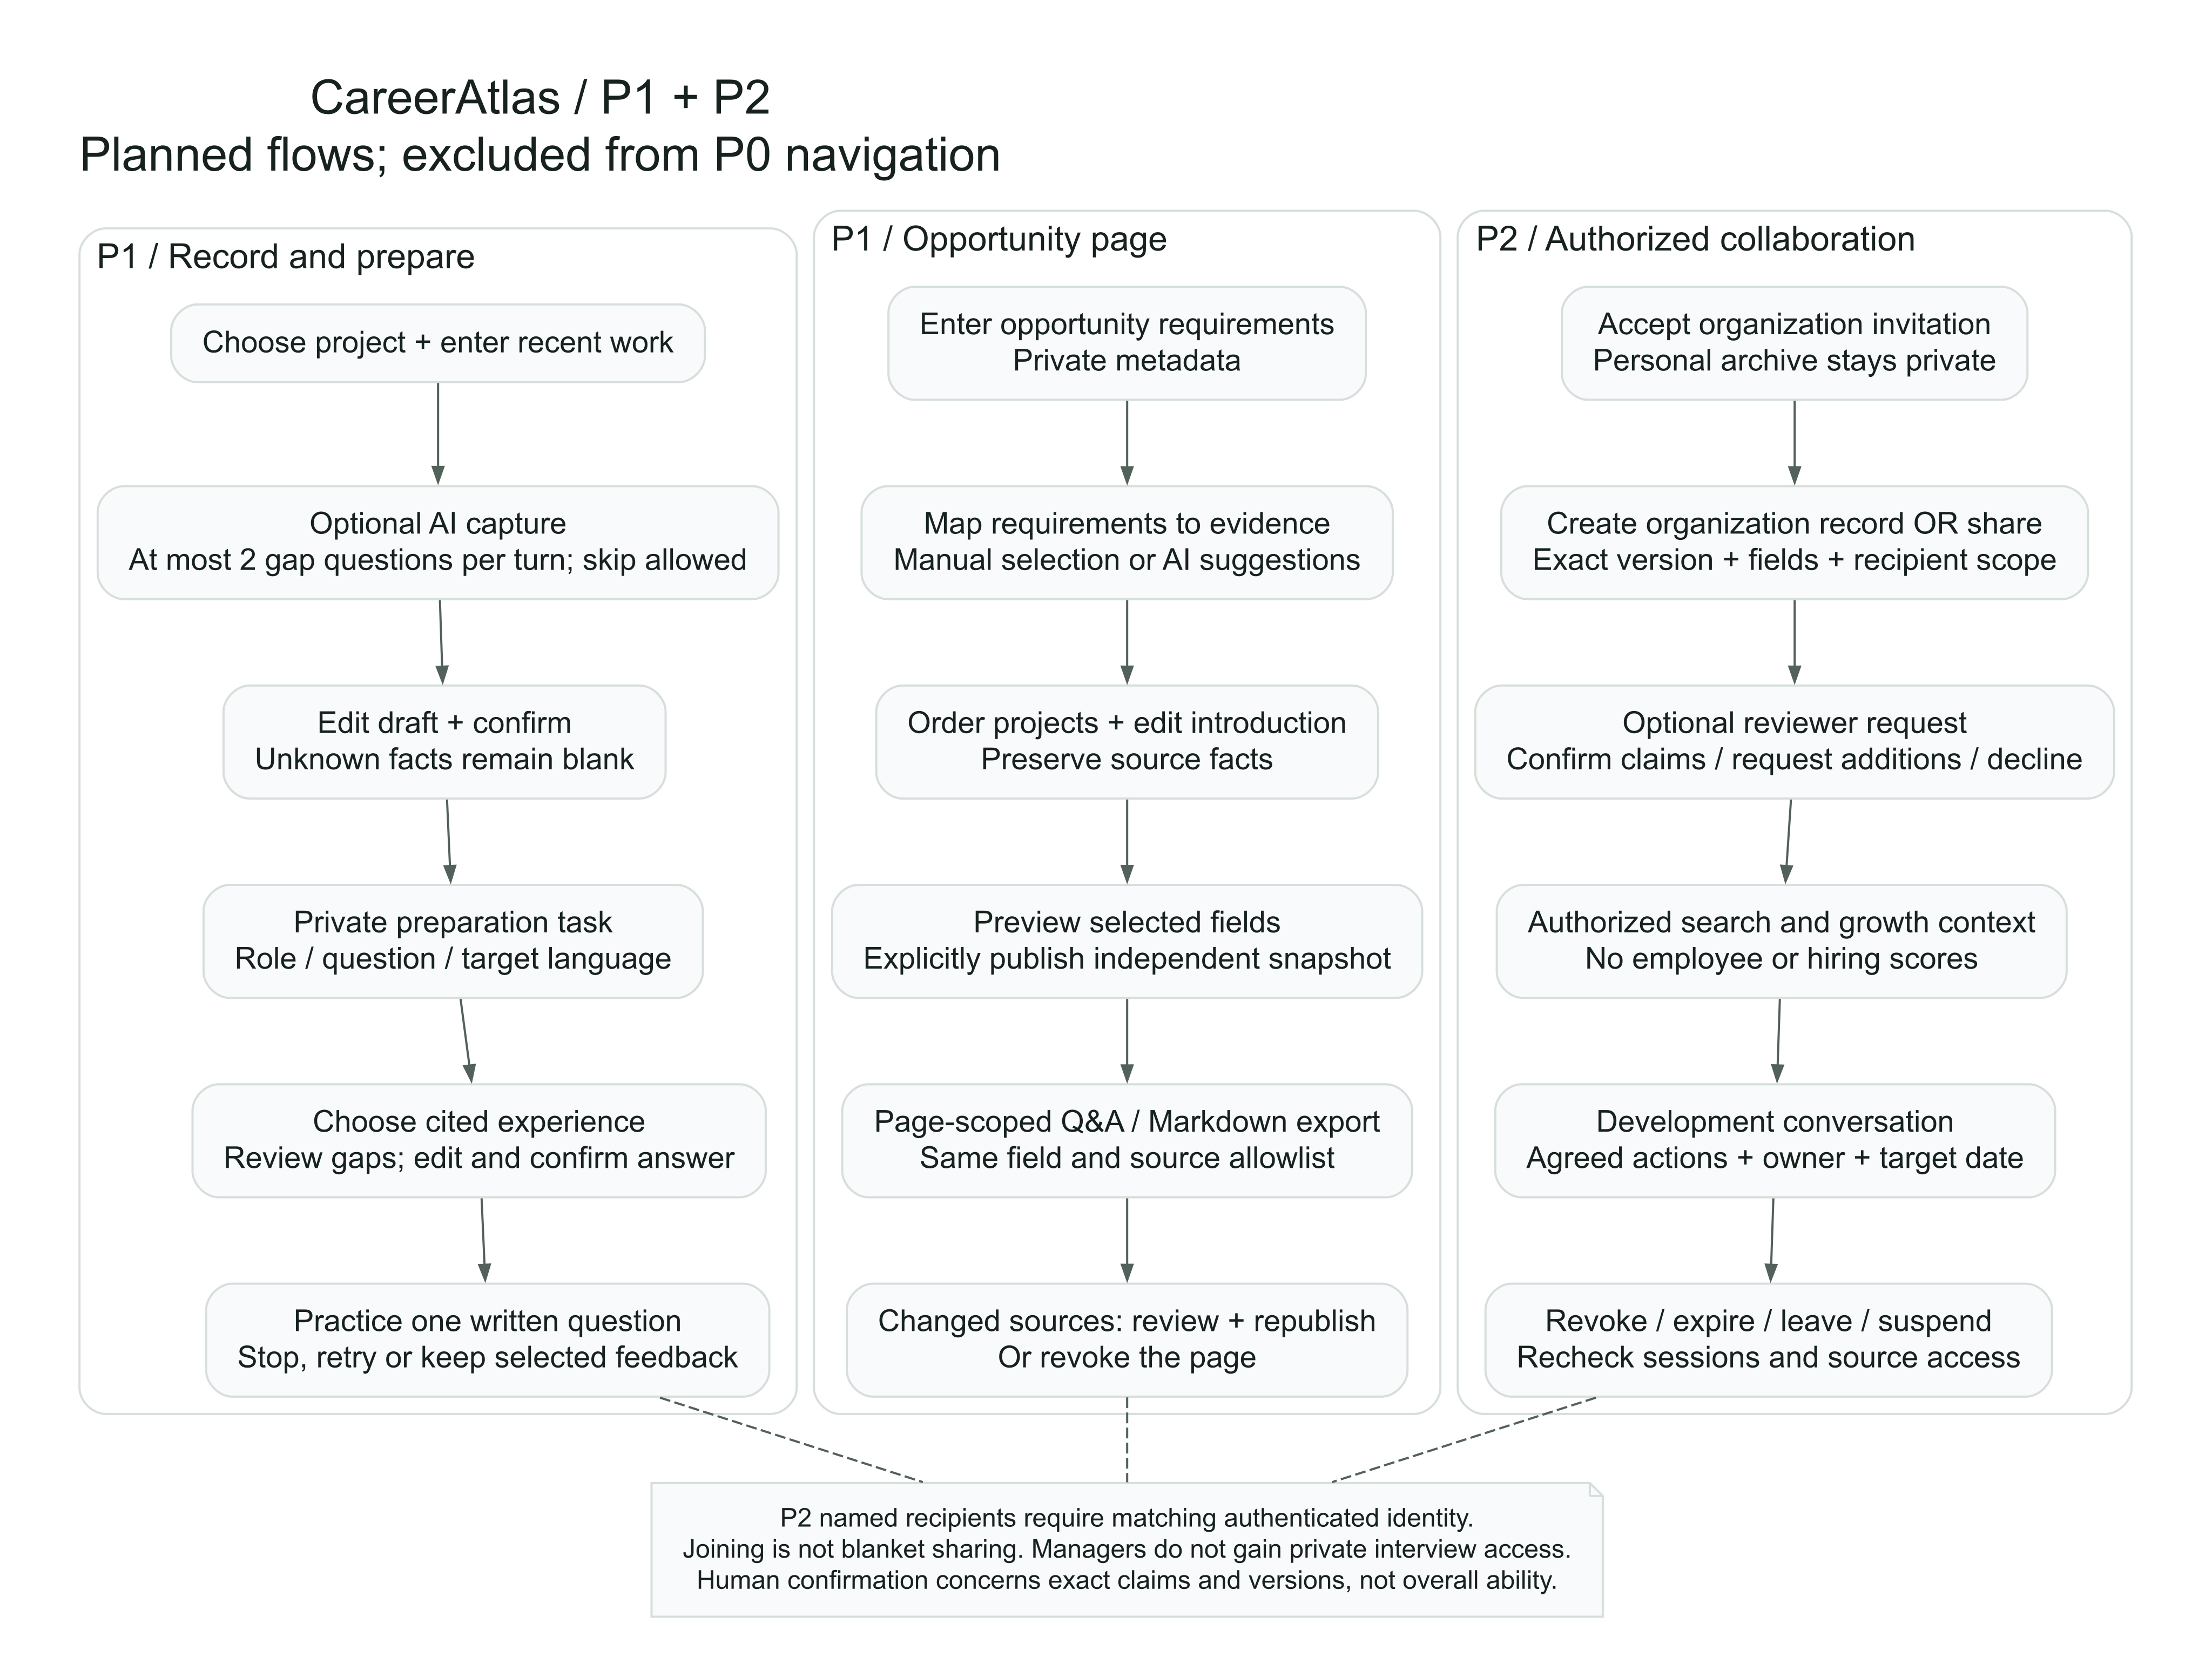 CareerAtlas / P1 + P2
Planned flows; excluded from P0 navigation
P1 / Record and prepare
Choose project + enter recent work
Optional AI capture
At most 2 gap questions per turn; skip allowed
Edit draft + confirm
Unknown facts remain blank
Private preparation task
Role / question / target language
Choose cited experience
Review gaps; edit and confirm answer
Practice one written question
Stop, retry or keep selected feedback
P1 / Opportunity page
Enter opportunity requirements
Private metadata
Map requirements to evidence
Manual selection or AI suggestions
Order projects + edit introduction
Preserve source facts
Preview selected fields
Explicitly publish independent snapshot
Page-scoped Q&A / Markdown export
Same field and source allowlist
Changed sources: review + republish
Or revoke the page
P2 / Authorized collaboration
Accept organization invitation
Personal archive stays private
Create organization record OR share
Exact version + fields + recipient scope
Optional reviewer request
Confirm claims / request additions / decline
Authorized search and growth context
No employee or hiring scores
Development conversation
Agreed actions + owner + target date
Revoke / expire / leave / suspend
Recheck sessions and source access
P2 named recipients require matching authenticated identity.
Joining is not blanket sharing. Managers do not gain private interview access.
Human confirmation concerns exact claims and versions, not overall ability.